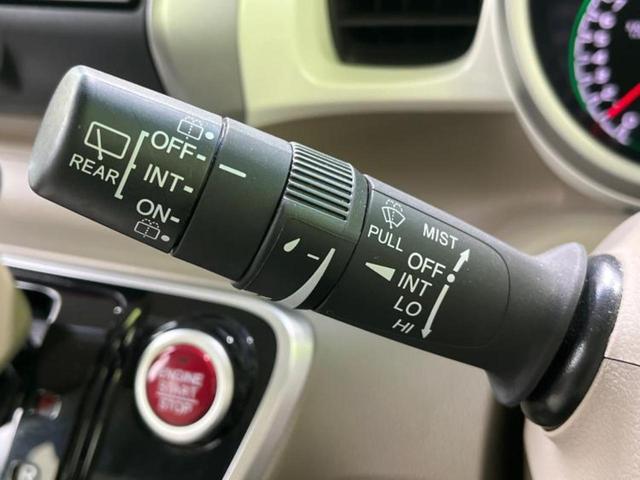 OFF
REAR
INT
ON
MIST
PULL
OFF
INT
LO
HI
ENGINE
START
STOP
R